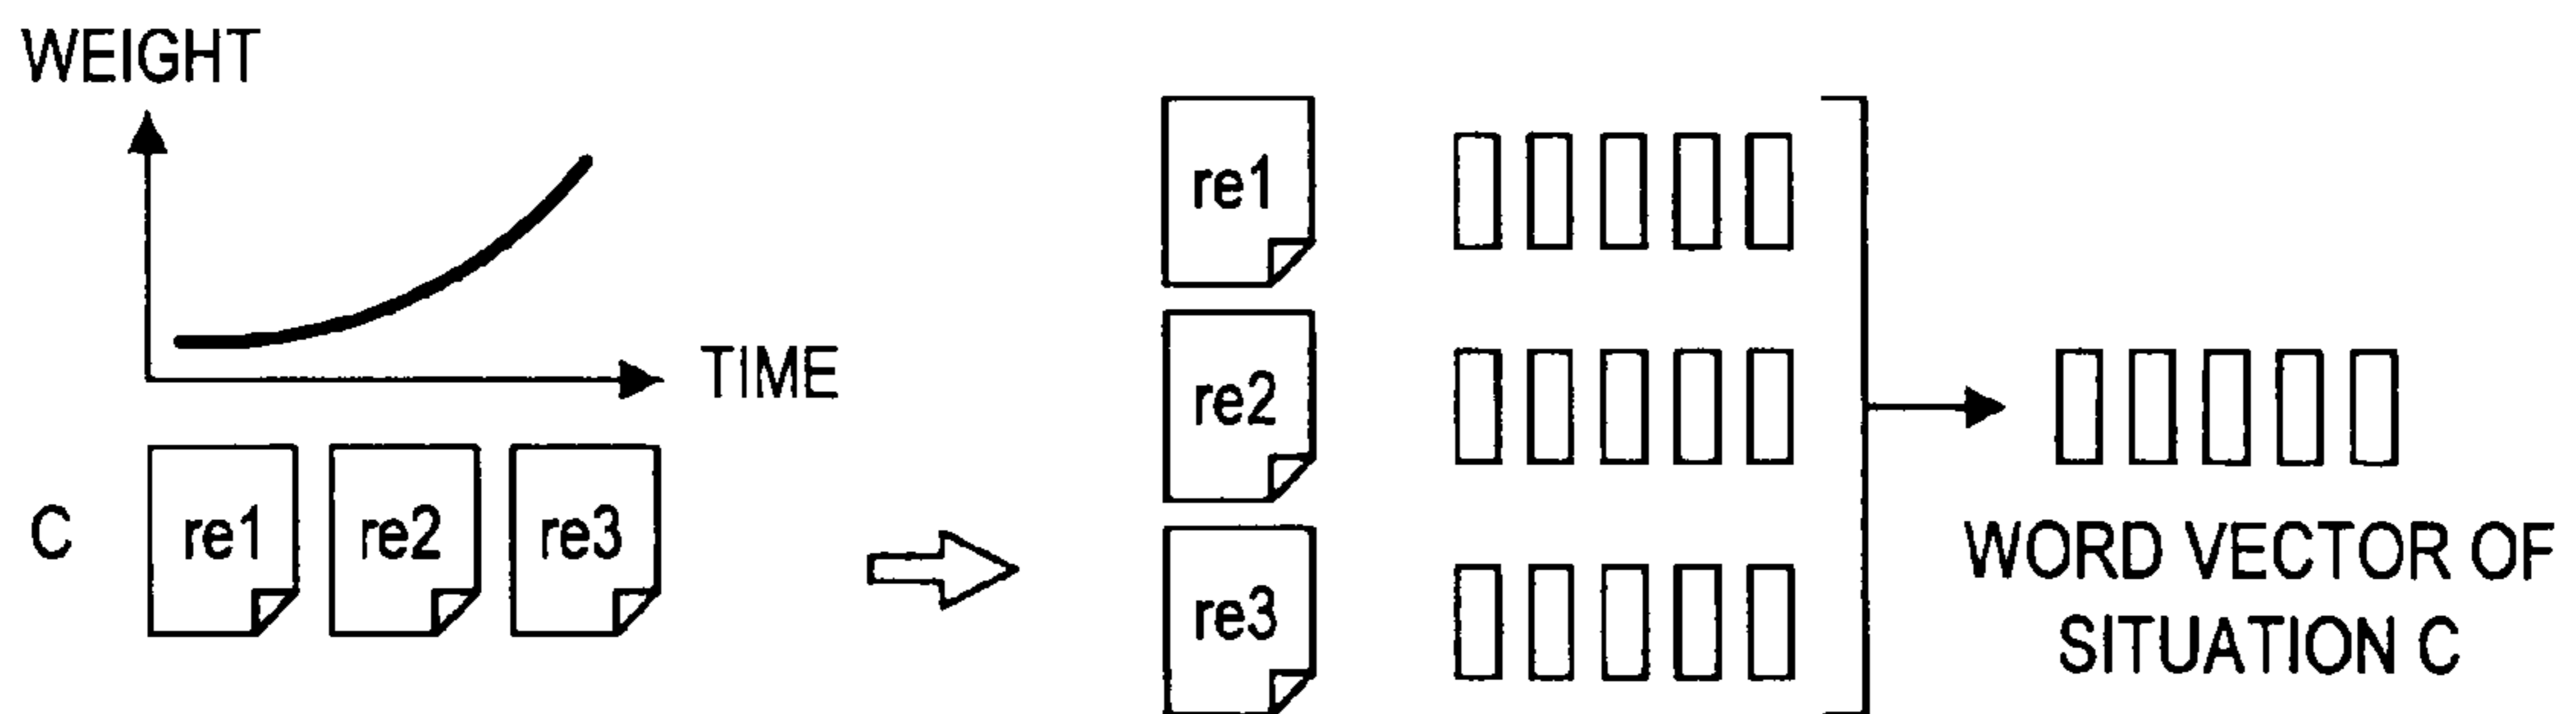 WEIGHT
TIME
C
re1
re2
re3
re1
re2
re3
WORD VECTOR OF
SITUATION C